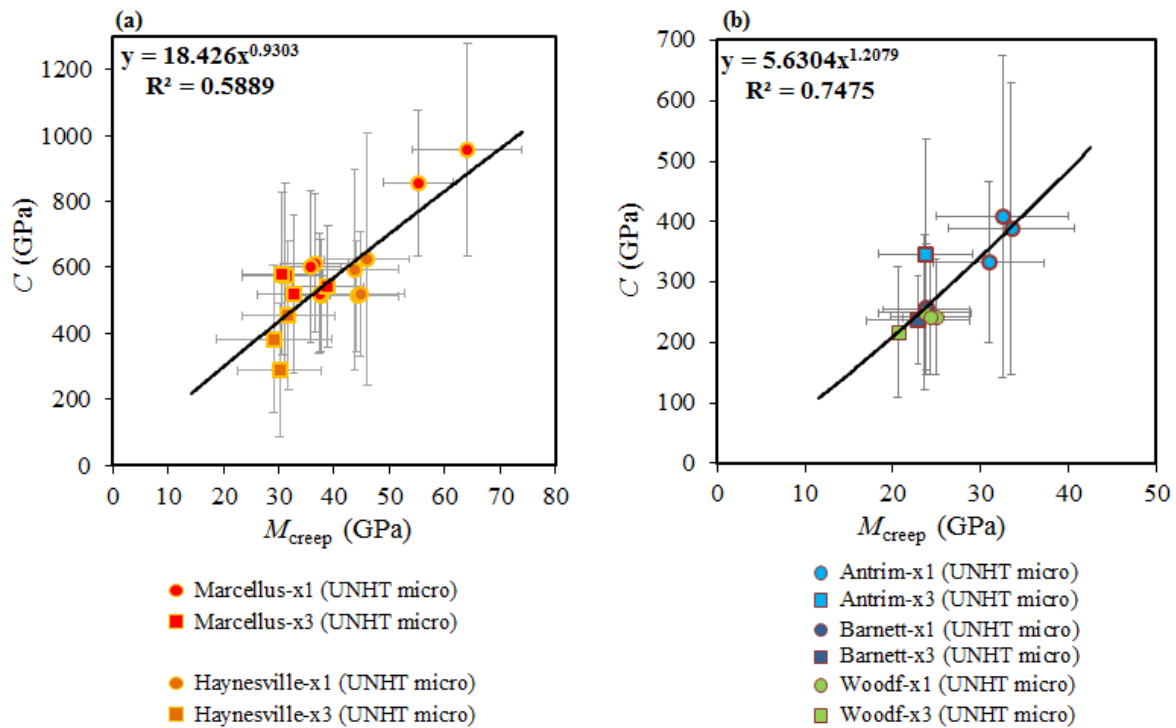 (a)
y = 18.426x^0.9303
R² = 0.5889
1200
1000
800
600
400
200
0
C (GPa)
0 10 20 30 40 50 60 70 80
M_creep (GPa)
Marcellus-x1 (UNHT micro)
Marcellus-x3 (UNHT micro)
Haynesville-x1 (UNHT micro)
Haynesville-x3 (UNHT micro)
(b)
y = 5.6304x^1.2079
R² = 0.7475
700
600
500
400
300
200
100
0
C (GPa)
0 10 20 30 40 50
M_creep (GPa)
Antrim-x1 (UNHT micro)
Antrim-x3 (UNHT micro)
Barnett-x1 (UNHT micro)
Barnett-x3 (UNHT micro)
Woodf-x1 (UNHT micro)
Woodf-x3 (UNHT micro)